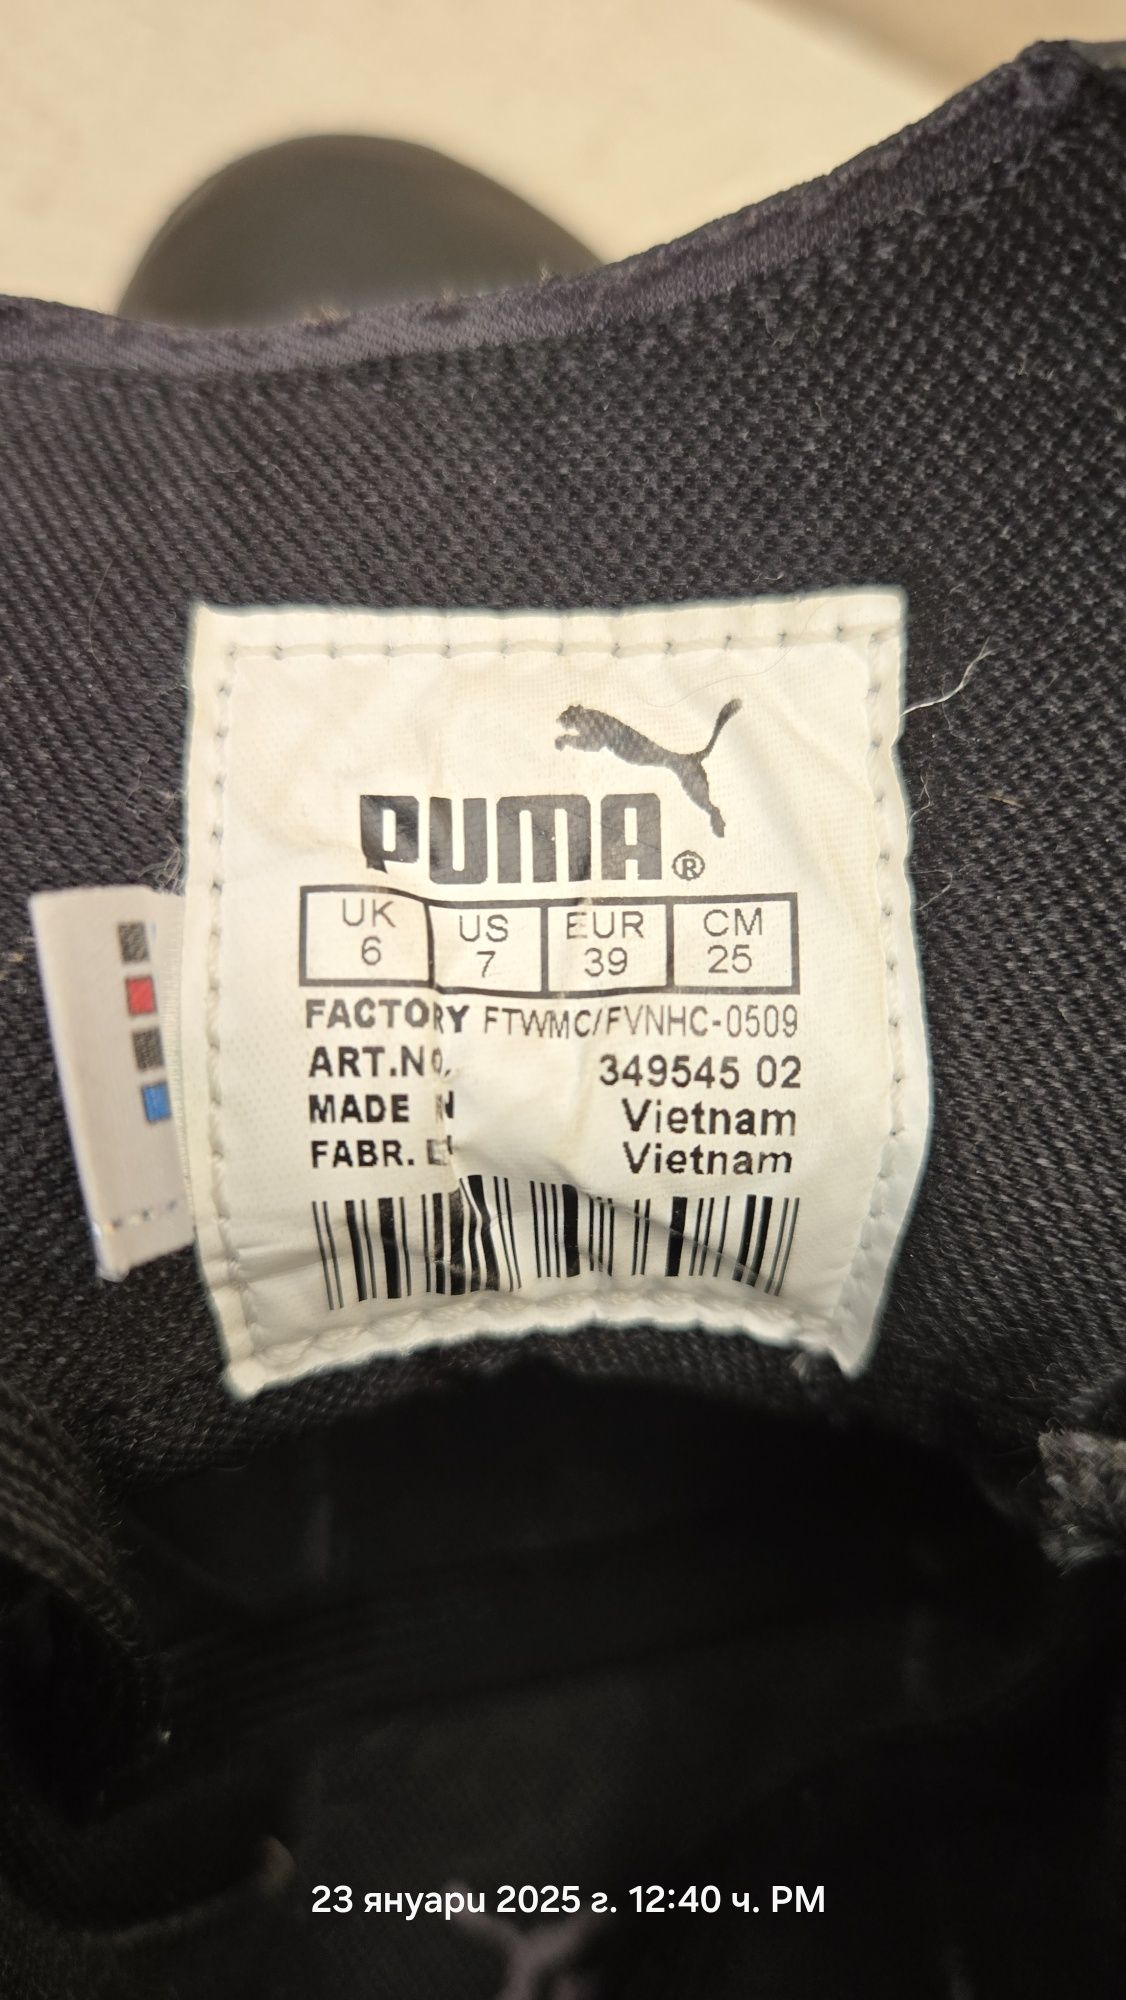 PUMA®
UK US EUR CM
6 7 39 25
FACTORY FTWMC/FVNHC-0509
ART.No. 349545 02
MADE Vietnam
FABR. Vietnam
23 януари 2025 г. 12:40 ч. PM